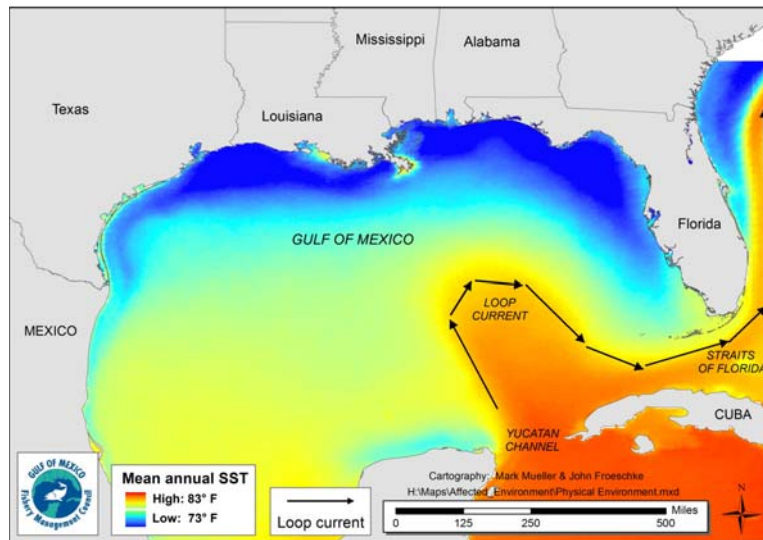 Mississippi
Alabama
Texas
Louisiana
GULF OF MEXICO
Florida
MEXICO
LOOP
CURRENT
STRAITS
OF FLORIDA
CUBA
YUCATAN
CHANNEL
GULF OF MEXICO
Fishery Management Council
Mean annual SST
High: 83° F
Low: 73° F
Loop current
Cartography: Mark Mueller & John Froeschke
H:\Maps\Affected_Environment\Physical Environment.mxd
Miles
0 125 250 500
N